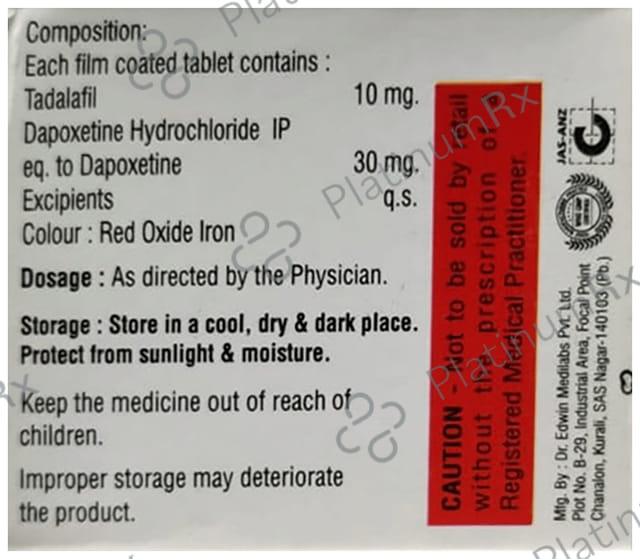 Composition:
Each film coated tablet contains :
Tadalafil 10 mg.
Dapoxetine Hydrochloride IP
eq. to Dapoxetine 30 mg.
Excipients q.s.
Colour : Red Oxide Iron
Dosage : As directed by the Physician.
Storage : Store in a cool, dry & dark place.
Protect from sunlight & moisture.
Keep the medicine out of reach of
children.
Improper storage may deteriorate
the product.
CAUTION - Not to be sold by retail
without the prescription of a
Registered Medical Practitioner.
JAS-ANZ
Mfg. By : Dr. Edwin Medilabs Pvt. Ltd.
Plot No. B-29, Industrial Area, Focal Point
Chanalon, Kurali, SAS Nagar-140103 (Pb.)
PlatinumRx
PlatinumRx
PlatinumRx